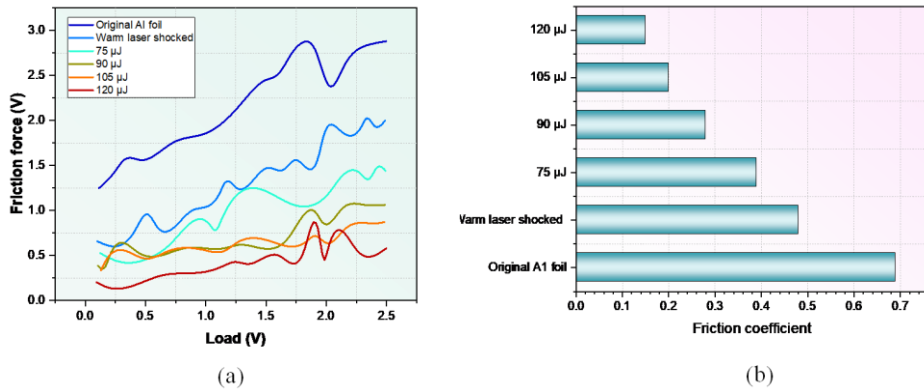 Original Al foil
Warm laser shocked
75 μJ
90 μJ
105 μJ
120 μJ
3.0
2.5
2.0
1.5
1.0
0.5
0.0
Friction force (V)
0.0 0.5 1.0 1.5 2.0 2.5
Load (V)
(a)
120 μJ
105 μJ
90 μJ
75 μJ
Warm laser shocked
Original A1 foil
0.0 0.1 0.2 0.3 0.4 0.5 0.6 0.7
Friction coefficient
(b)